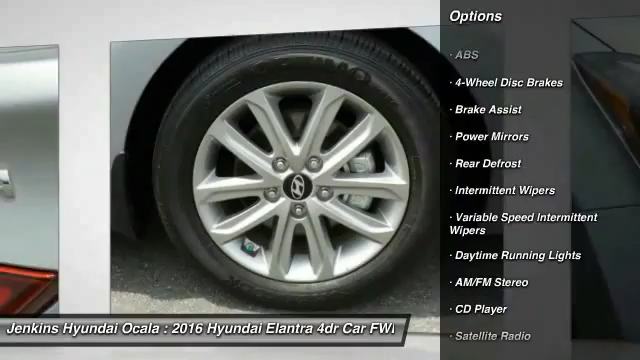 Options
ABS
4-Wheel Disc Brakes
Brake Assist
Power Mirrors
Rear Defrost
Intermittent Wipers
Variable Speed Intermittent
Wipers
Daytime Running Lights
AM/FM Stereo
CD Player
Satellite Radio
Jenkins Hyundai Ocala : 2016 Hyundai Elantra 4dr Car FWD